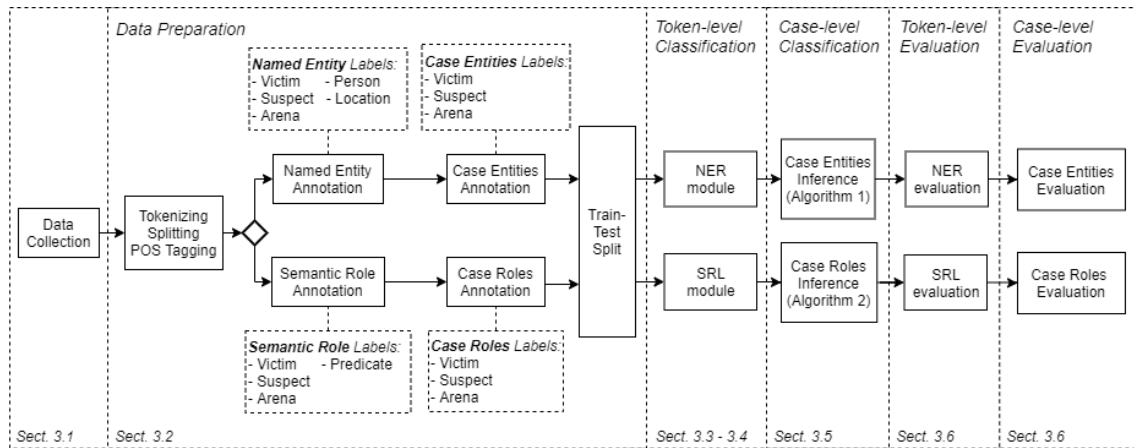 Data Preparation
Token-level
Classification
Case-level
Classification
Token-level
Evaluation
Case-level
Evaluation
Named Entity Labels:
- Victim - Person
- Suspect - Location
- Arena
Case Entities Labels:
- Victim
- Suspect
- Arena
Named Entity
Annotation
Case Entities
Annotation
NER
module
Case Entities
Inference
(Algorithm 1)
NER
evaluation
Case Entities
Evaluation
Data
Collection
Tokenizing
Splitting
POS Tagging
Train-
Test
Split
Semantic Role
Annotation
Case Roles
Annotation
SRL
module
Case Roles
Inference
(Algorithm 2)
SRL
evaluation
Case Roles
Evaluation
Semantic Role Labels:
- Victim - Predicate
- Suspect
- Arena
Case Roles Labels:
- Victim
- Suspect
- Arena
Sect. 3.1
Sect. 3.2
Sect. 3.3 - 3.4
Sect. 3.5
Sect. 3.6
Sect. 3.6